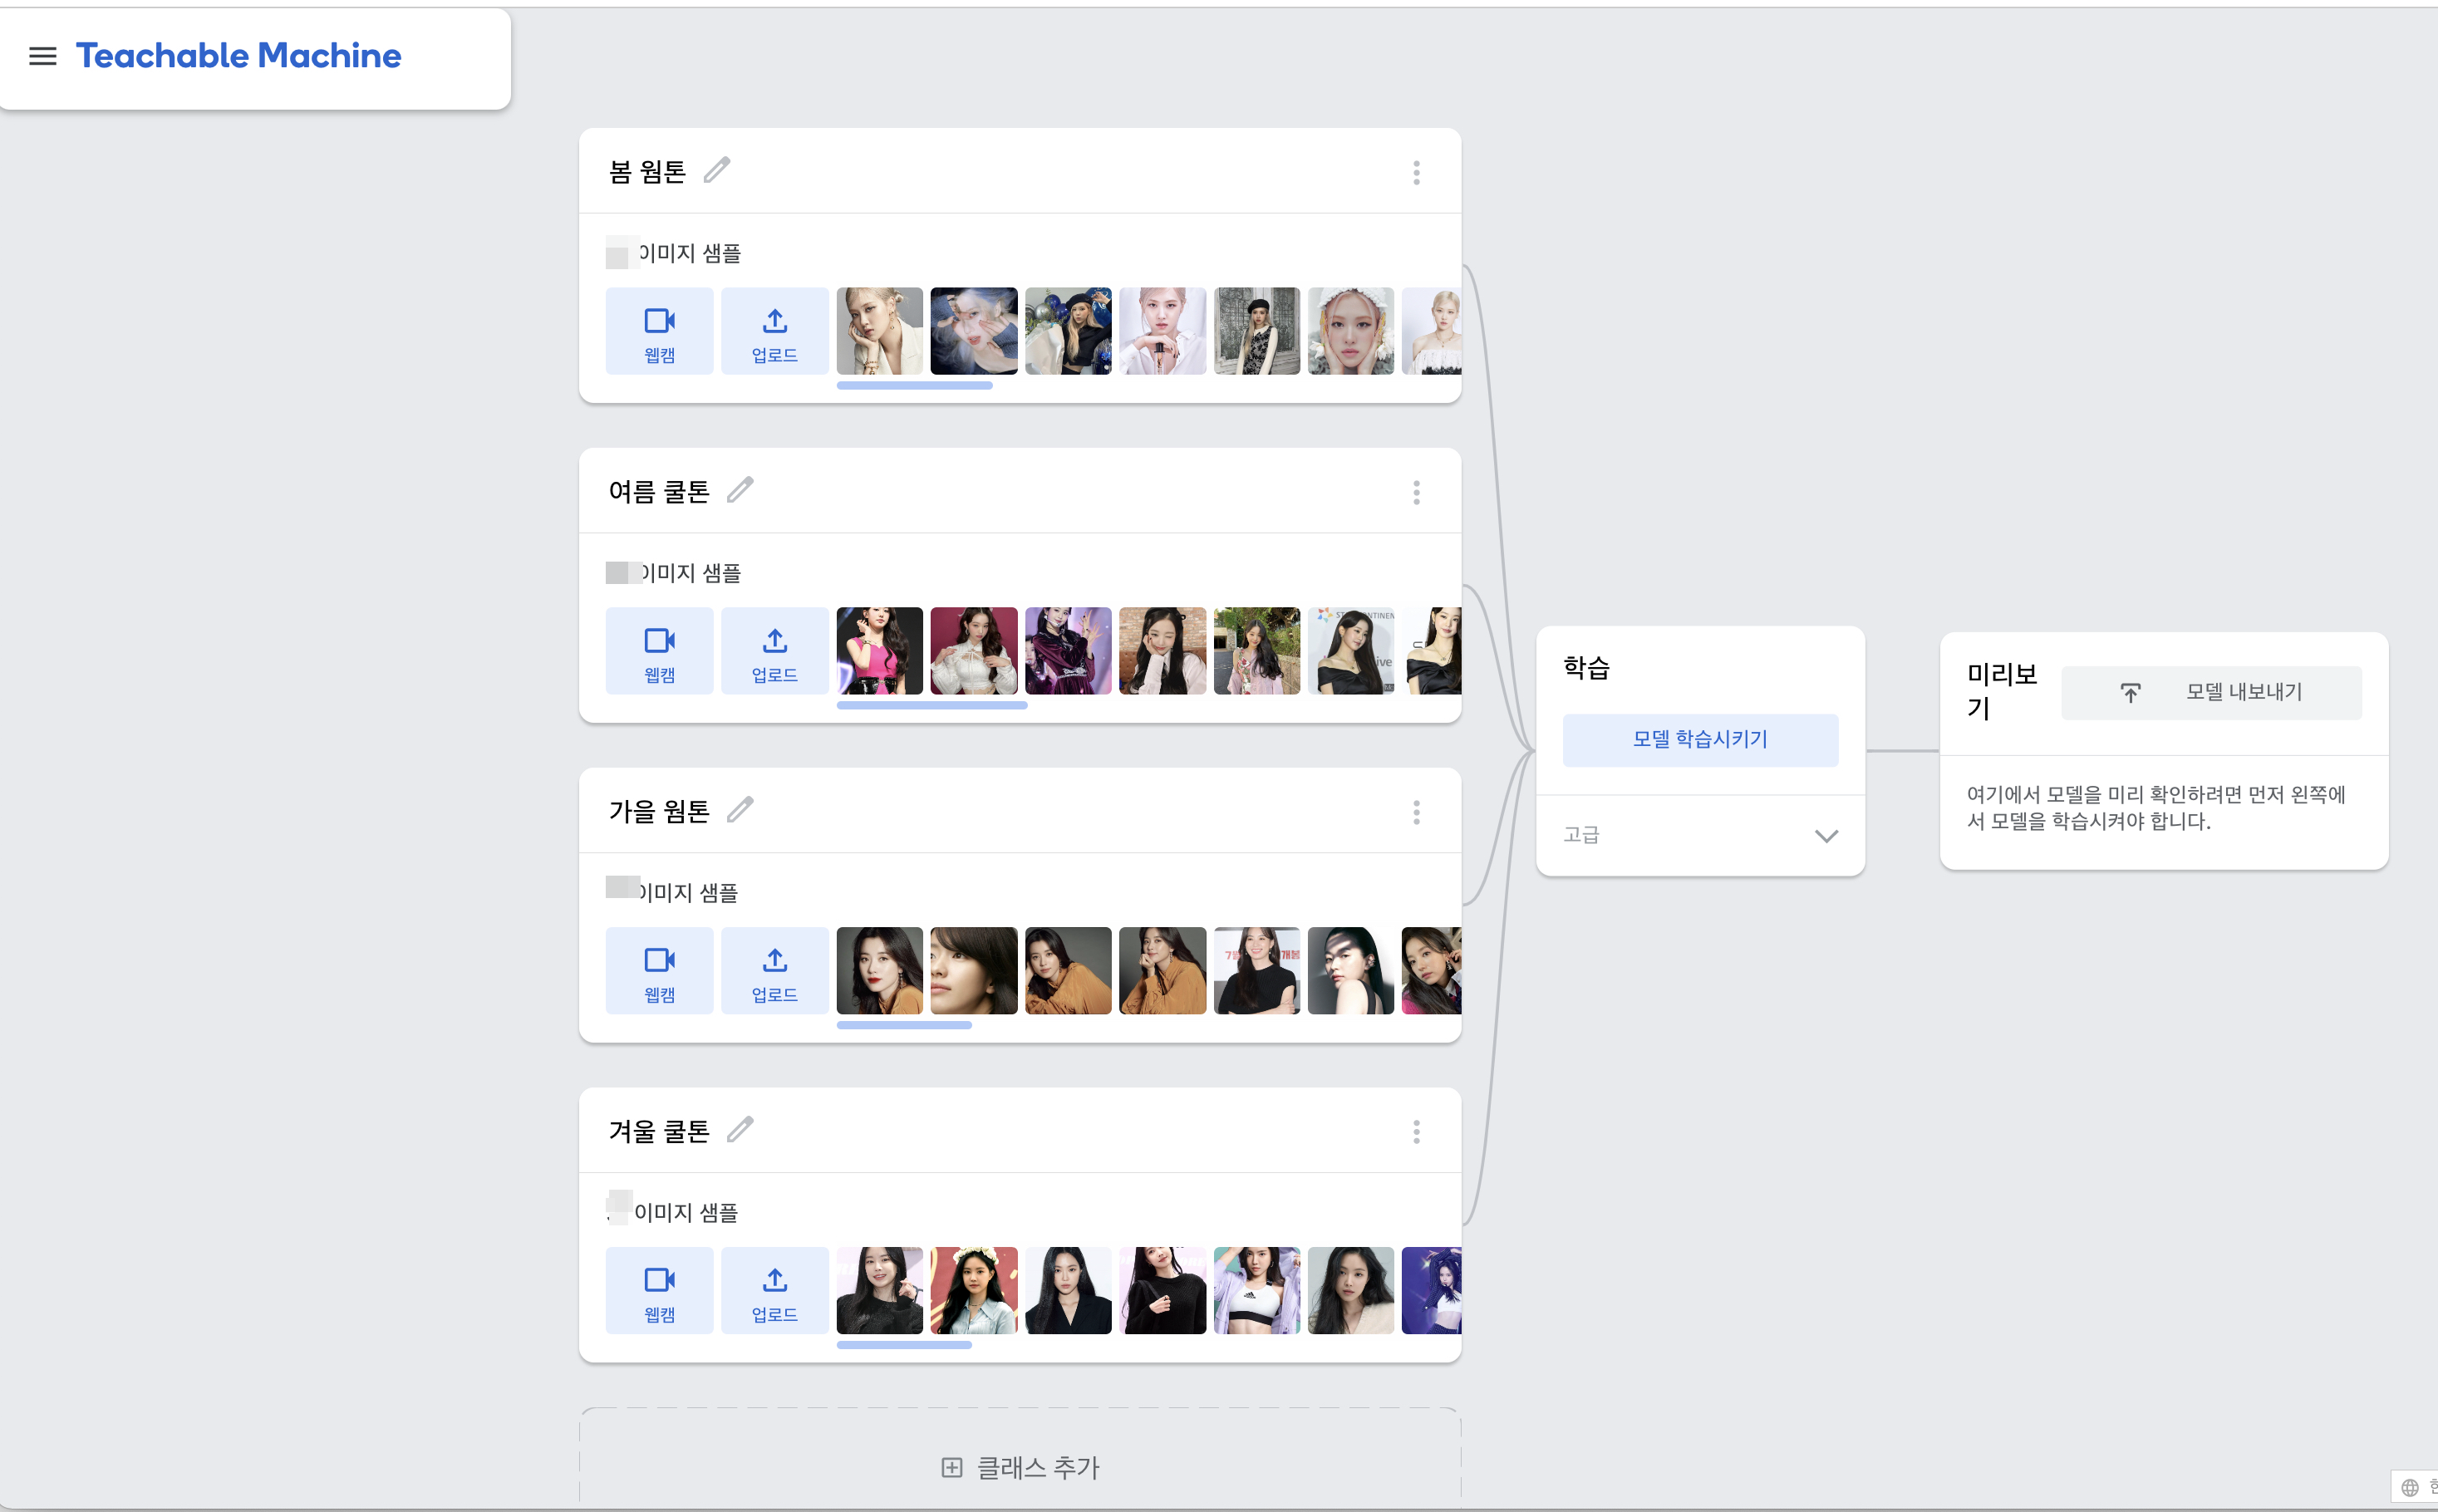 Teachable Machine
봄 웜톤
이미지 샘플
웹캠
업로드
여름 쿨톤
이미지 샘플
웹캠
업로드
가을 웜톤
이미지 샘플
웹캠
업로드
겨울 쿨톤
이미지 샘플
웹캠
업로드
클래스 추가
학습
모델 학습시키기
고급
미리보
기
모델 내보내기
여기에서 모델을 미리 확인하려면 먼저 왼쪽에
서 모델을 학습시켜야 합니다.